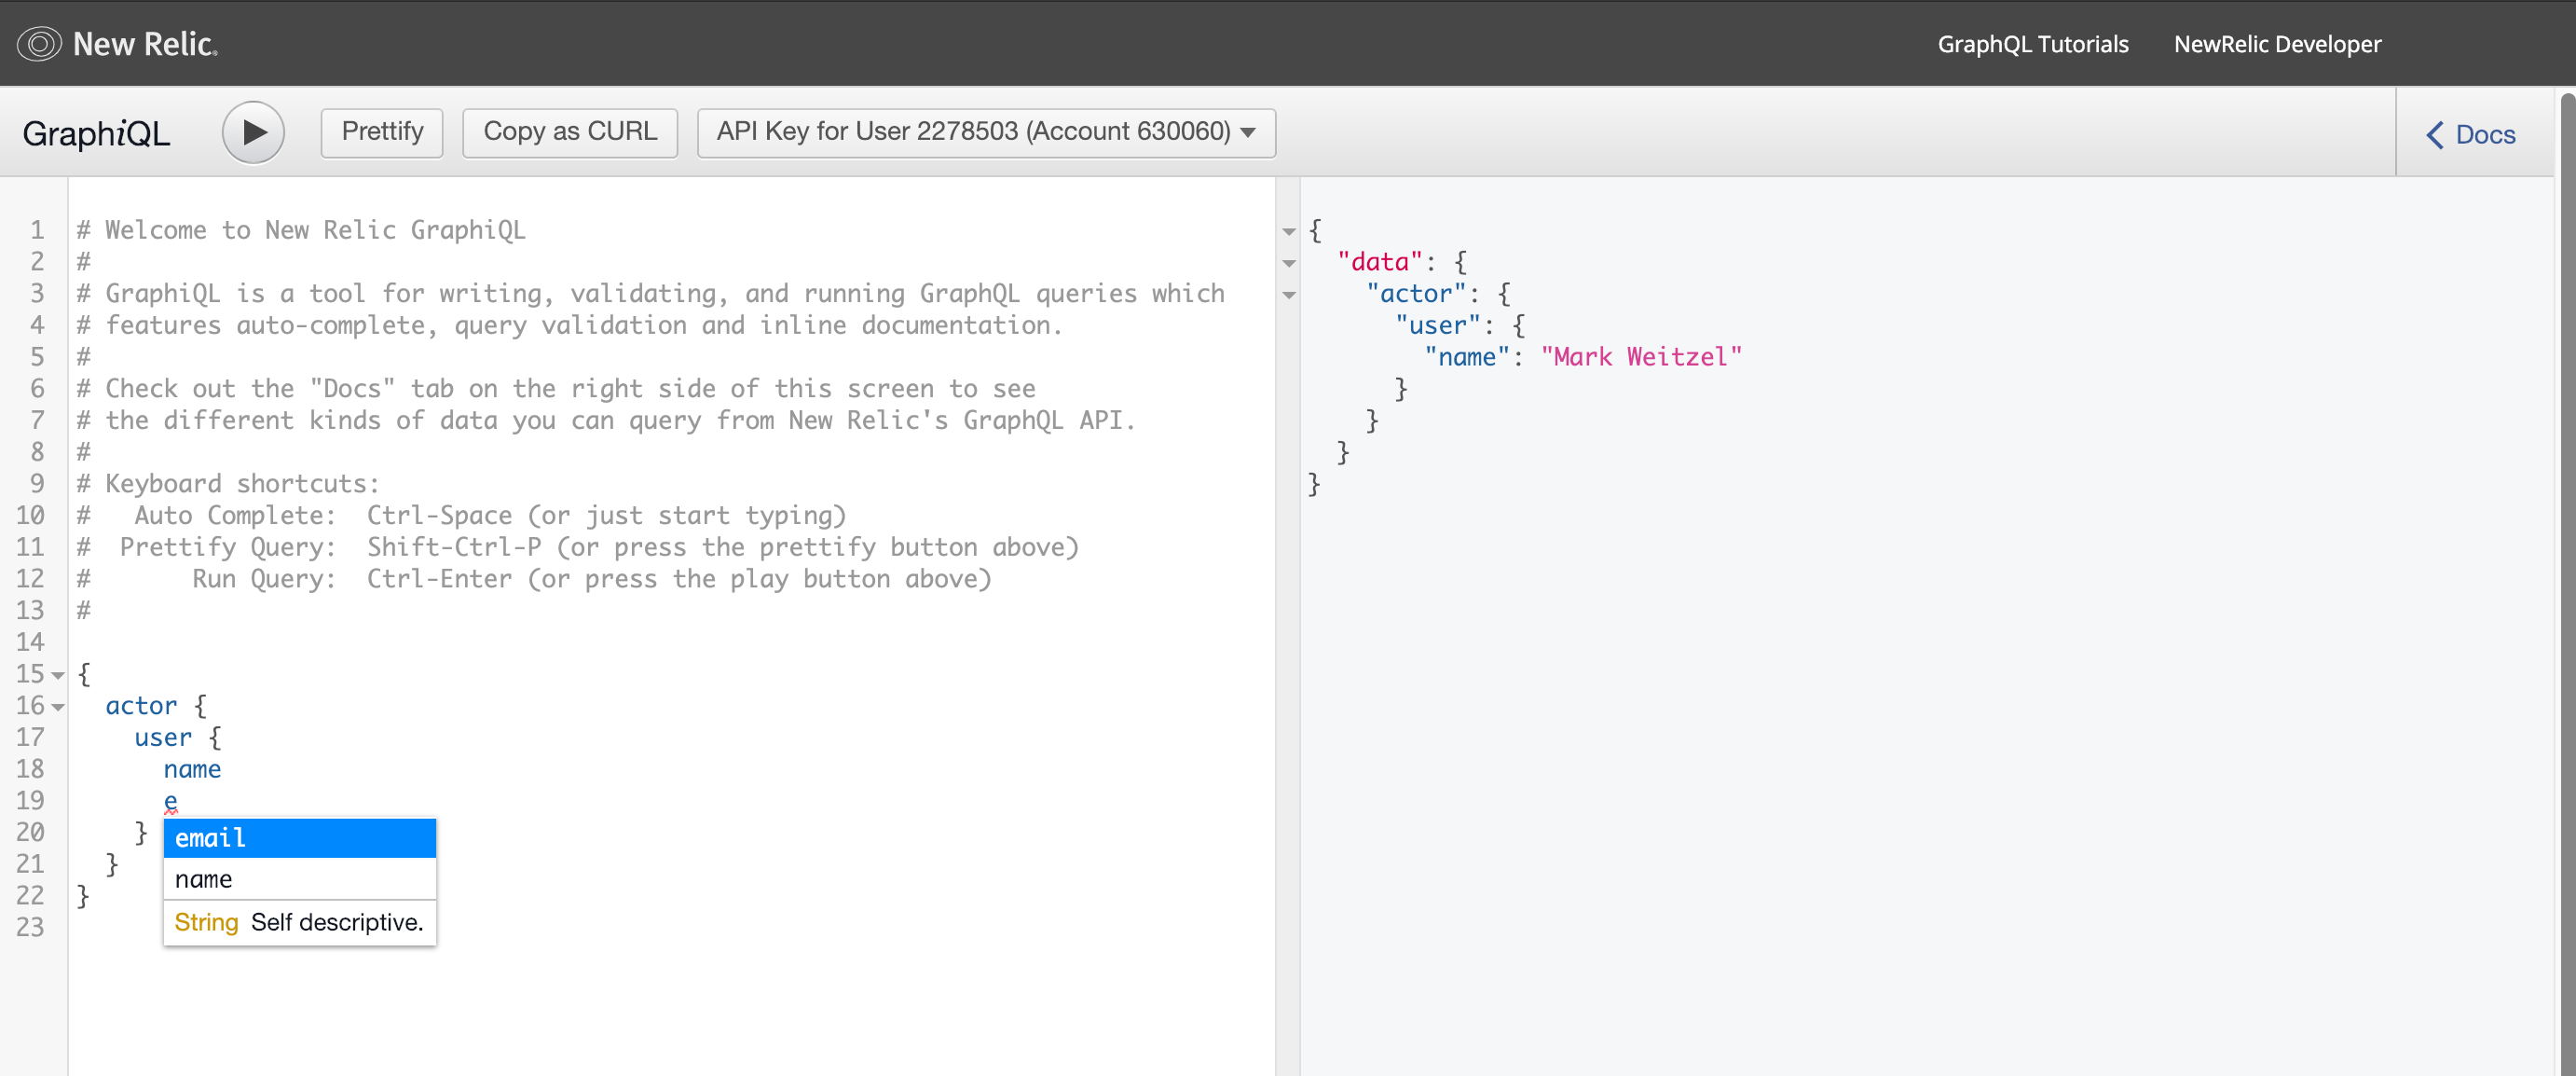 New Relic.
GraphQL Tutorials
NewRelic Developer
GraphiQL
Prettify
Copy as CURL
API Key for User 2278503 (Account 630060)
Docs
1 # Welcome to New Relic GraphiQL
2 #
3 # GraphiQL is a tool for writing, validating, and running GraphQL queries which
4 # features auto-complete, query validation and inline documentation.
5 #
6 # Check out the "Docs" tab on the right side of this screen to see
7 # the different kinds of data you can query from New Relic's GraphQL API.
8 #
9 # Keyboard shortcuts:
10 #   Auto Complete:  Ctrl-Space (or just start typing)
11 #  Prettify Query:  Shift-Ctrl-P (or press the prettify button above)
12 #       Run Query:  Ctrl-Enter (or press the play button above)
13 #
14
15 {
16   actor {
17     user {
18       name
19       e
20     }
21   }
22 }
23
email
name
String Self descriptive.
{
  "data": {
    "actor": {
      "user": {
        "name": "Mark Weitzel"
      }
    }
  }
}